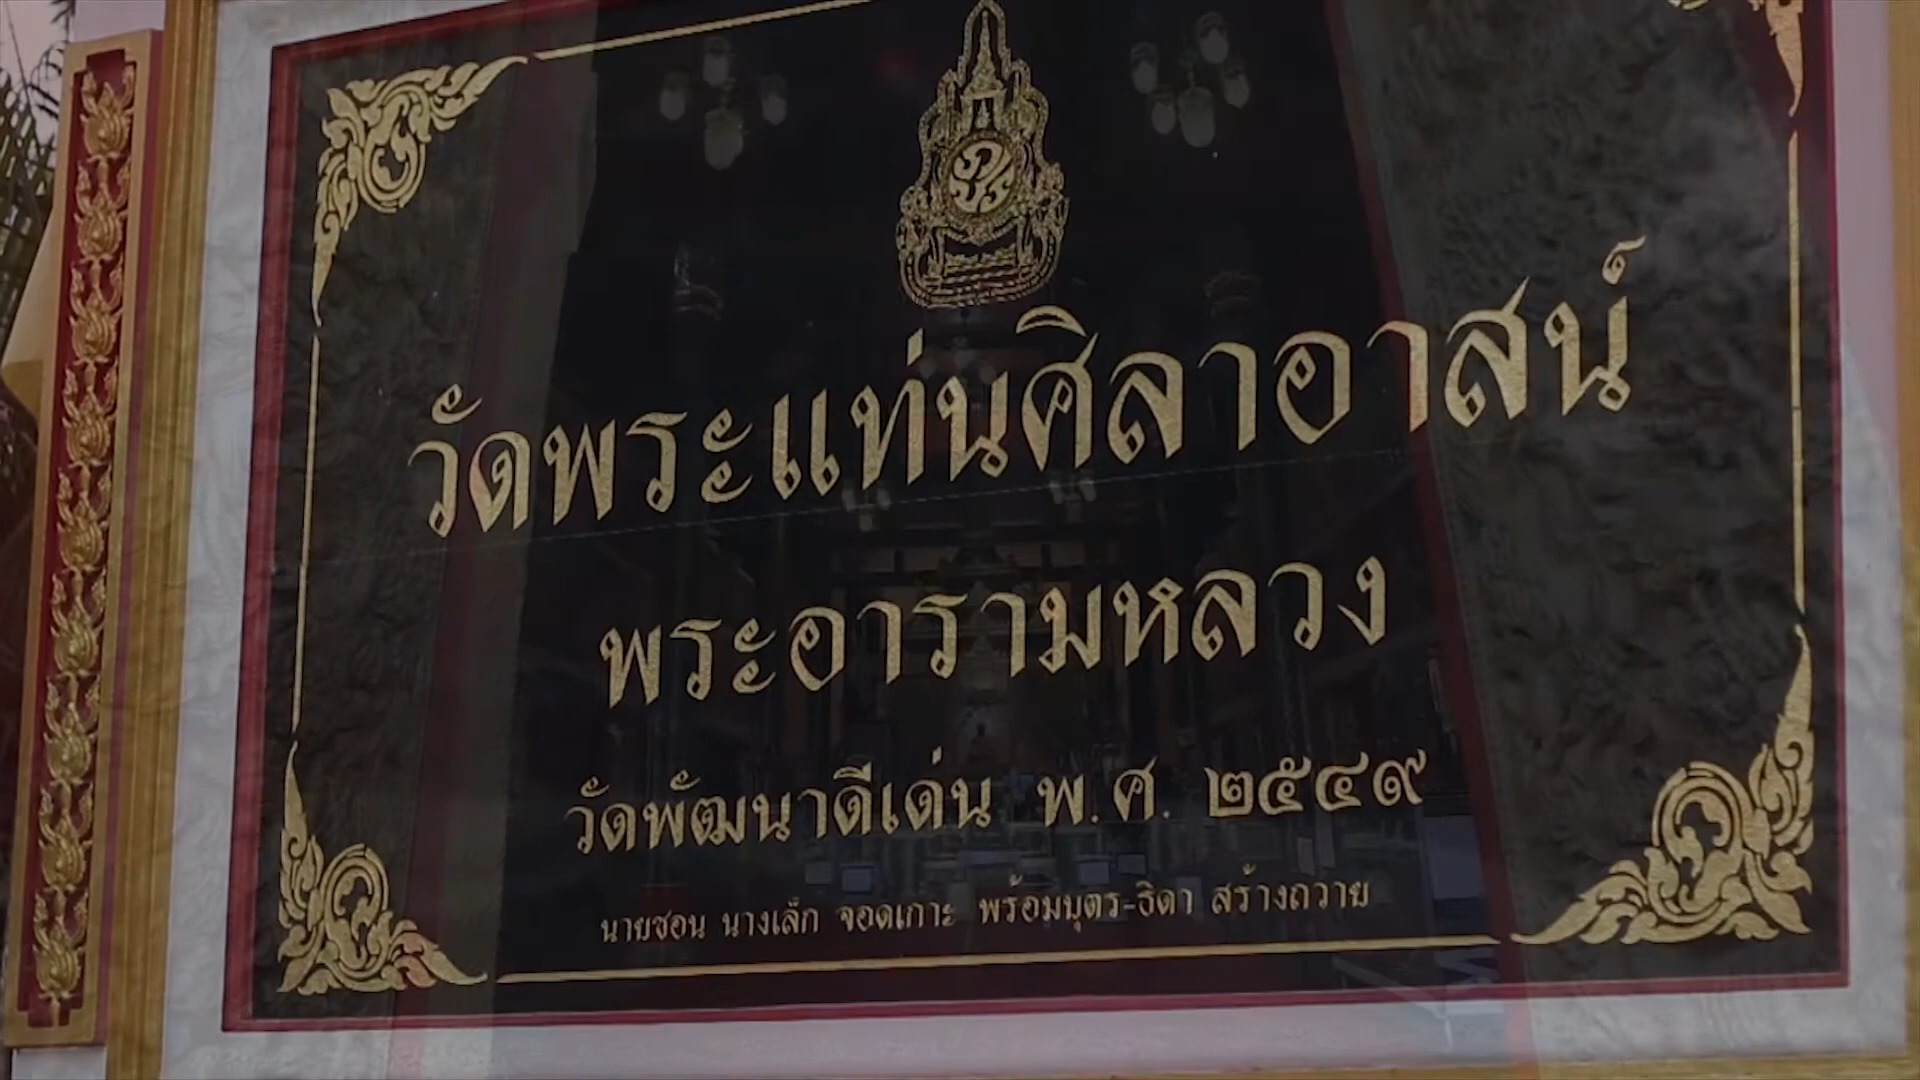 วัดพระแท่นศิลาอาสน์
พระอารามหลวง
วัดพัฒนาดีเด่น พ.ศ. ๒๕๔๙
นายชอน นางเล็ก จอดเกาะ พร้อมบุตร-ธิดา สร้างถวาย